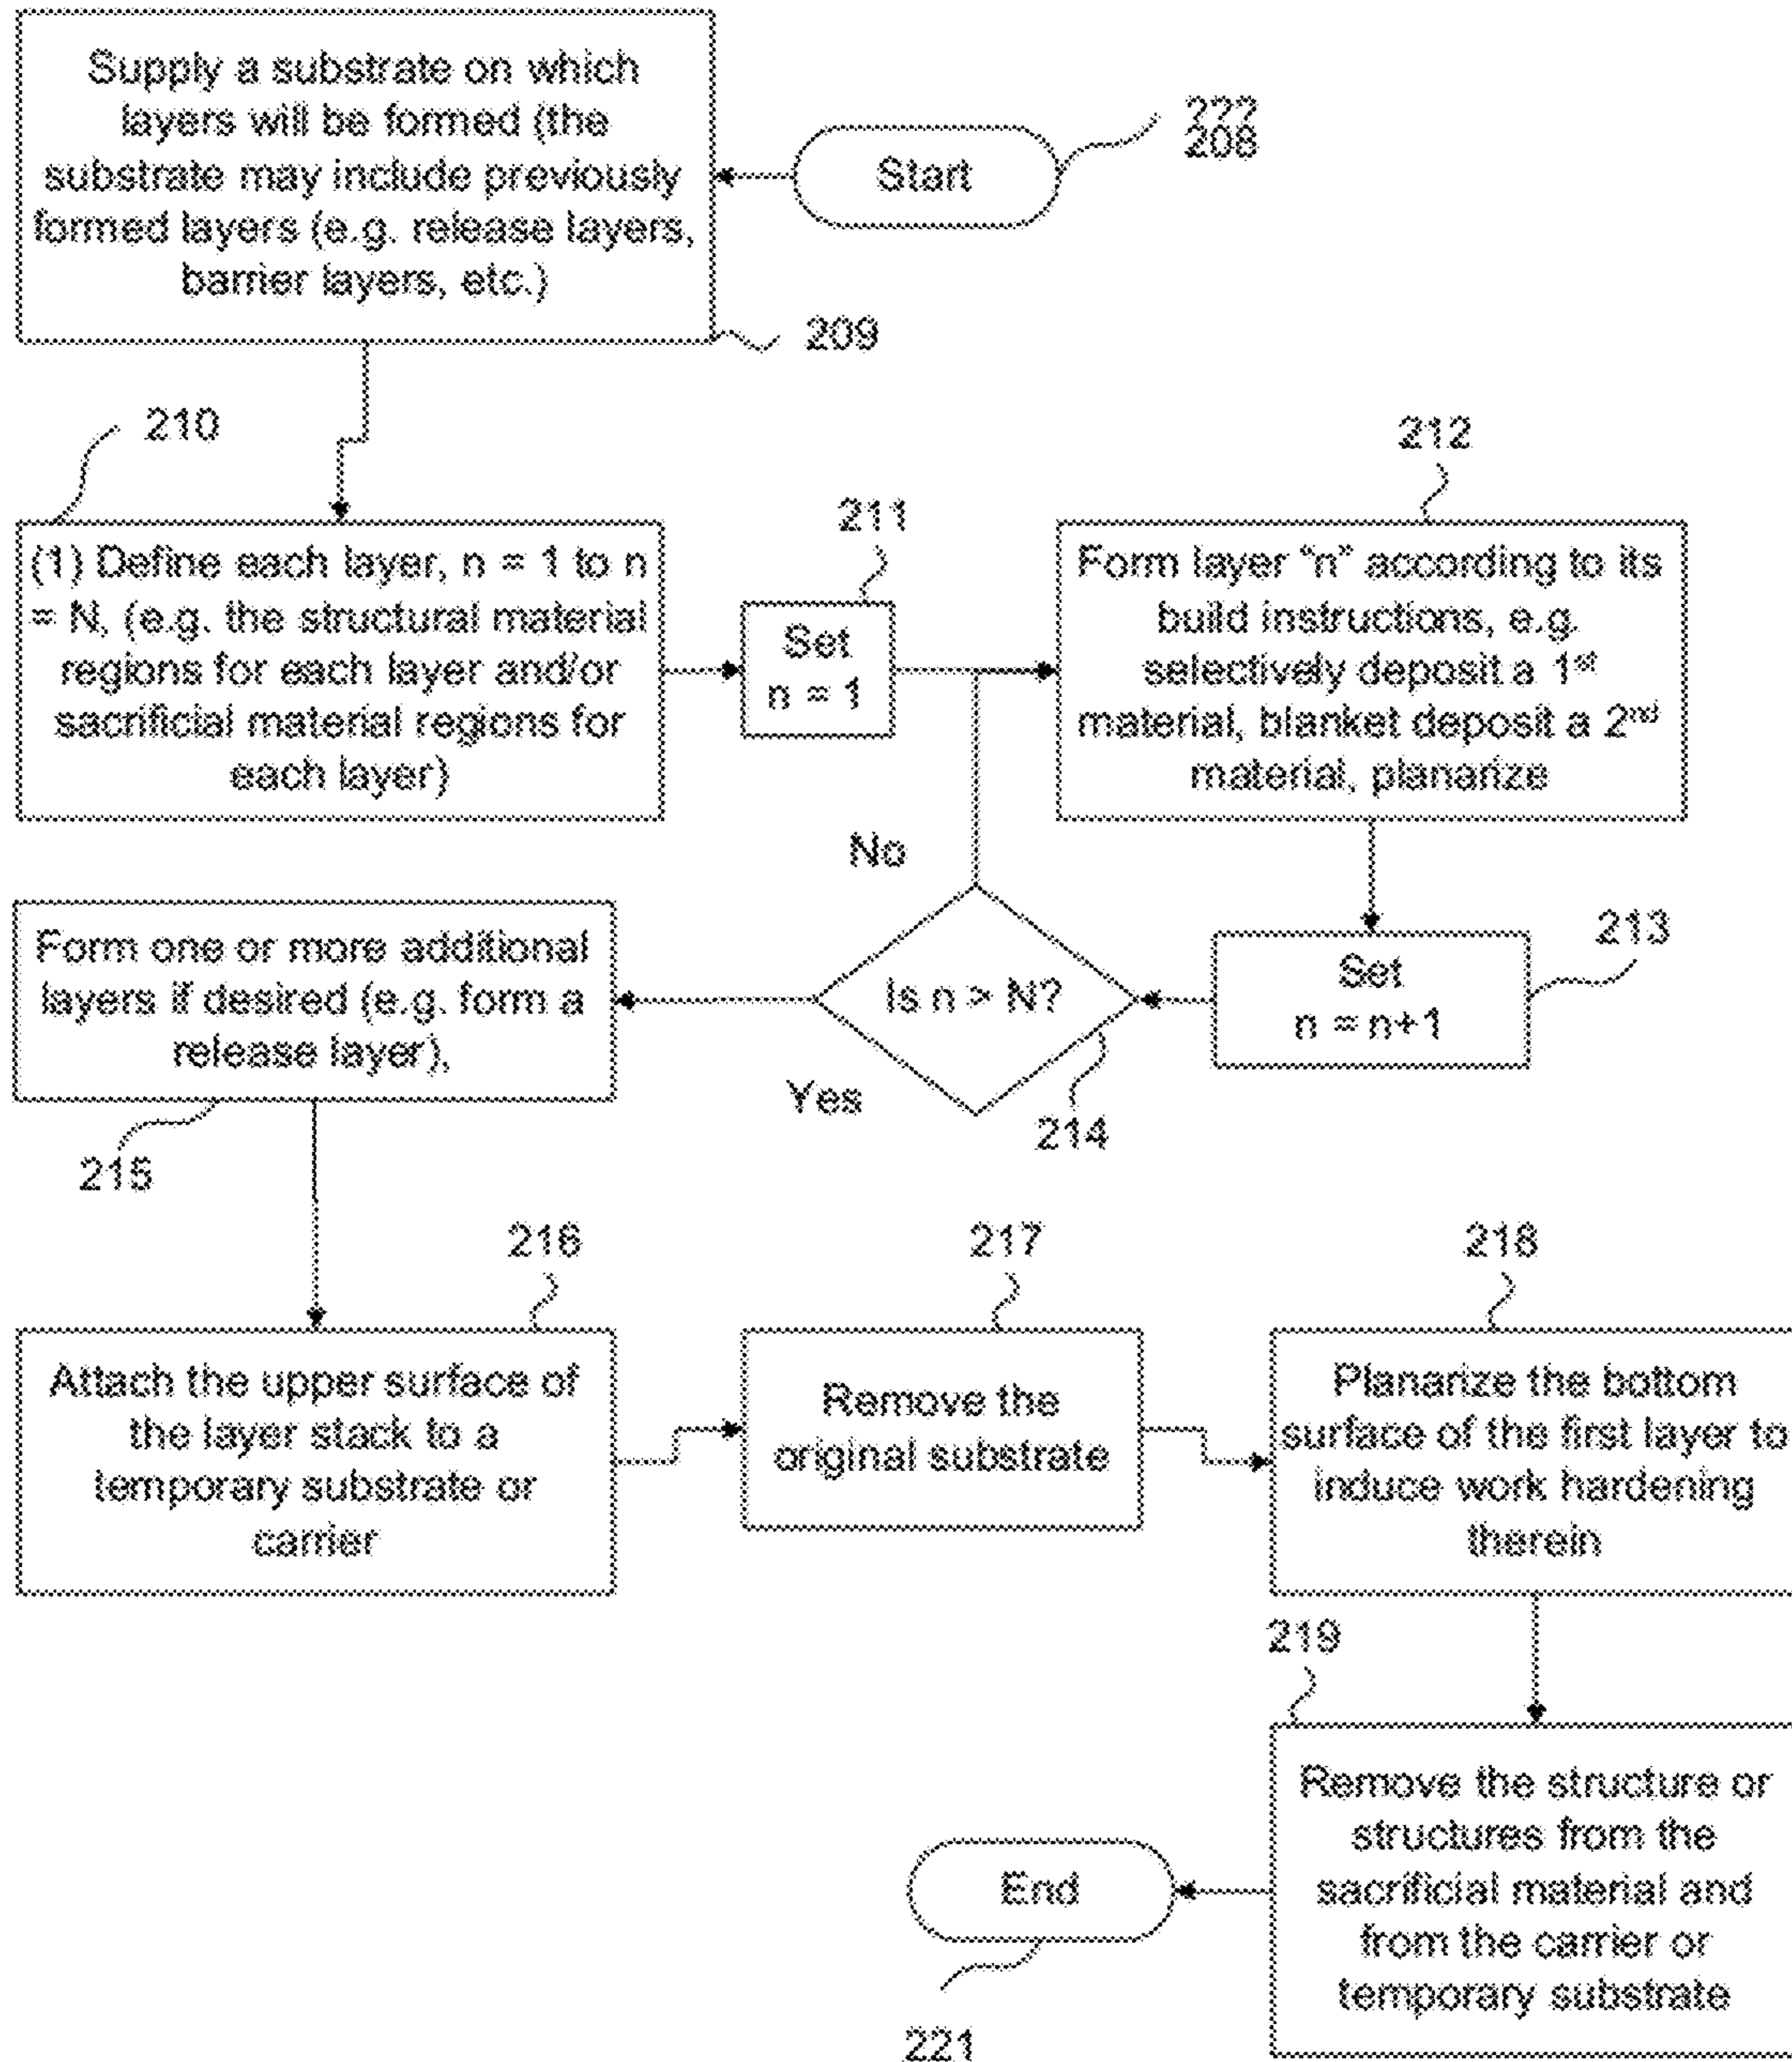 Start
222
208
Supply a substrate on which
layers will be formed (the
substrate may include previously
formed layers (e.g. release layers,
barrier layers, etc.)
209
210
(1) Define each layer, n = 1 to n
= N, (e.g. the structural material
regions for each layer and/or
sacrificial material regions for
each layer)
211
Set
n = 1
212
Form layer “n” according to its
build instructions, e.g.
selectively deposit a 1st
material, blanket deposit a 2nd
material, planarize
213
Set
n = n+1
No
Is n > N?
Yes
214
Form one or more additional
layers if desired (e.g. form a
release layer),
215
216
Attach the upper surface of
the layer stack to a
temporary substrate or
carrier
217
Remove the
original substrate
218
Planarize the bottom
surface of the first layer to
induce work hardening
therein
219
Remove the structure or
structures from the
sacrificial material and
from the carrier or
temporary substrate
End
221